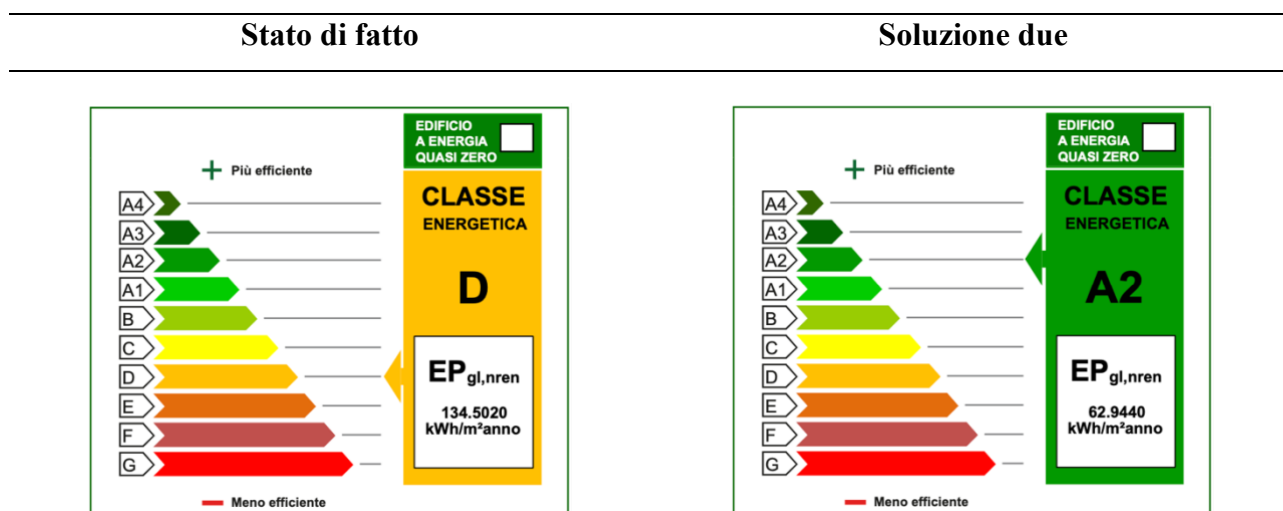 Stato di fatto
Soluzione due
EDIFICIO
A ENERGIA
QUASI ZERO
+ Più efficiente
CLASSE
ENERGETICA
A4
A3
A2
A1
B
C
D
E
F
G
D
EPgl,nren
134.5020
kWh/m²anno
– Meno efficiente
EDIFICIO
A ENERGIA
QUASI ZERO
+ Più efficiente
CLASSE
ENERGETICA
A4
A3
A2
A1
B
C
D
E
F
G
A2
EPgl,nren
62.9440
kWh/m²anno
– Meno efficiente